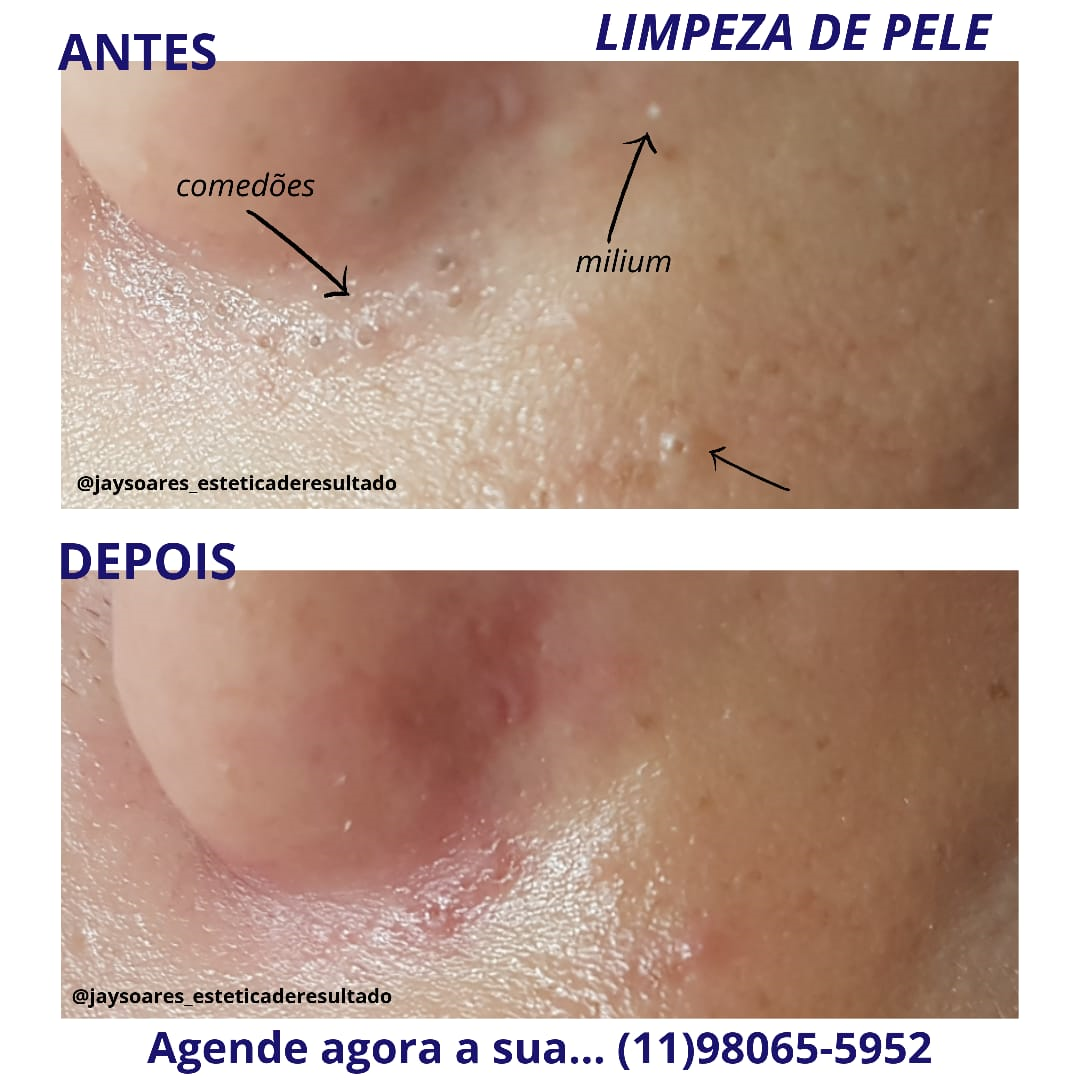 LIMPEZA DE PELE
ANTES
comedões
milium
@jaysoares_esteticaderesultado
DEPOIS
@jaysoares_esteticaderesultado
Agende agora a sua... (11)98065-5952